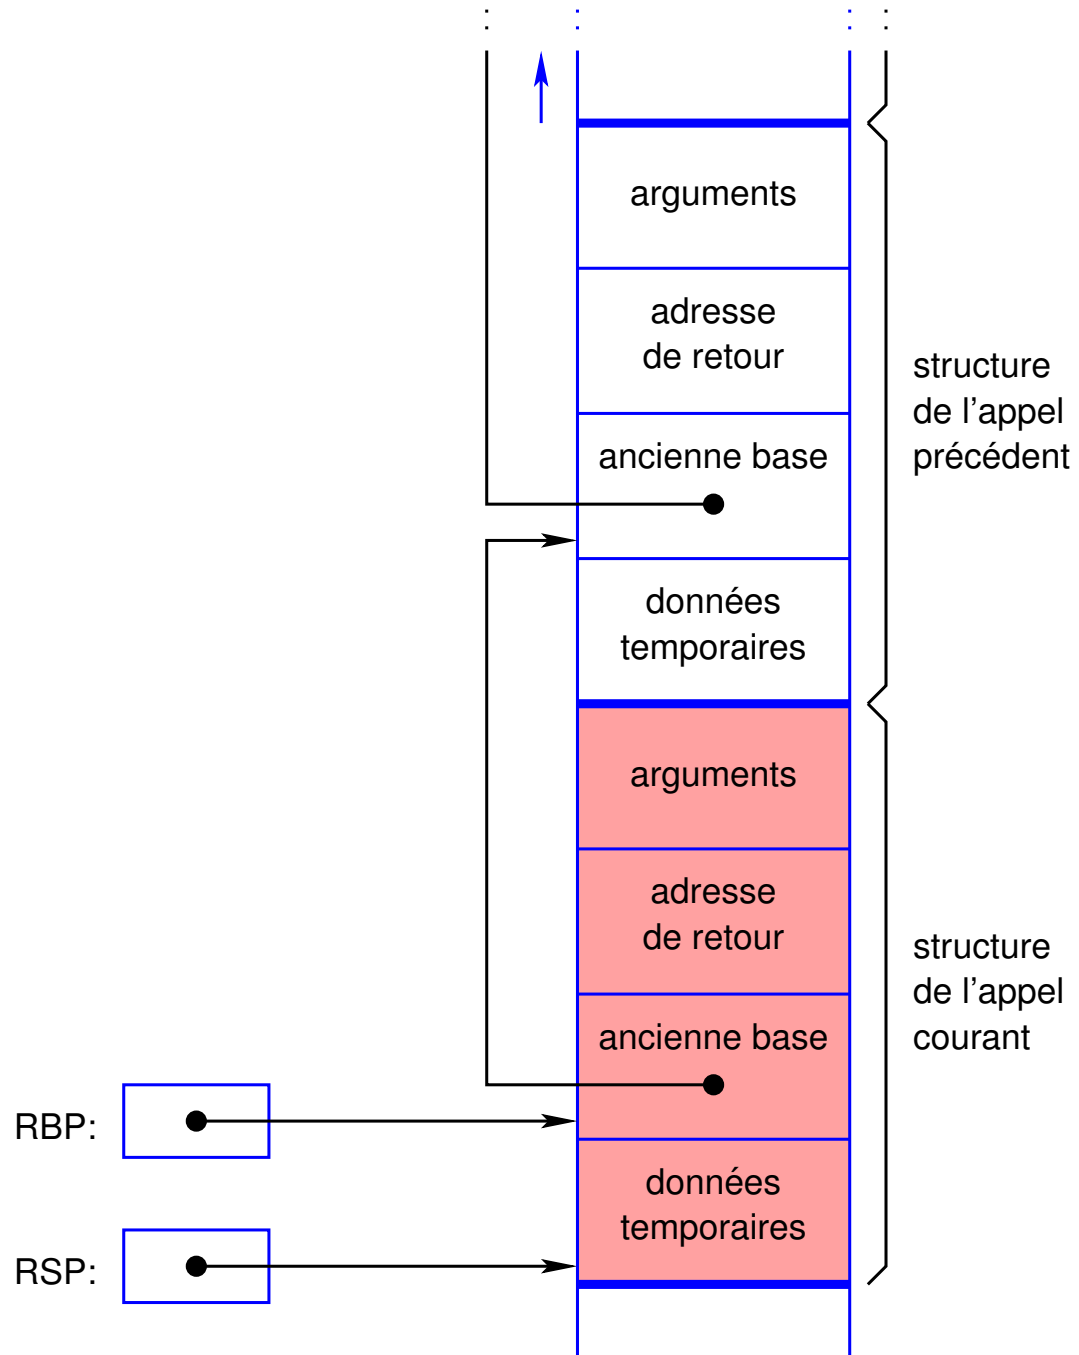 arguments
adresse
de retour
ancienne base
données
temporaires
structure
de l'appel
précédent
arguments
adresse
de retour
ancienne base
données
temporaires
structure
de l'appel
courant
RBP:
RSP: